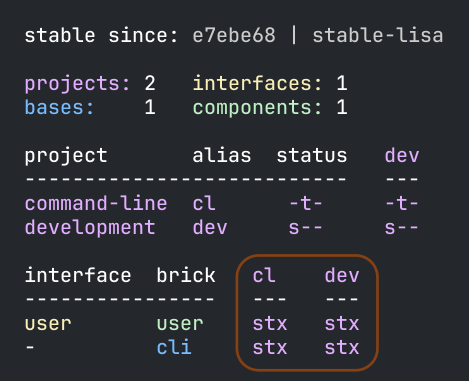 stable since: e7ebe68 | stable-lisa
projects: 2   interfaces: 1
bases:    1   components: 1
project       alias  status   dev
---------------------------   ---
command-line  cl      -t-     -t-
development   dev     s--     s--
interface  brick   cl    dev
----------------   ---   ---
user       user    stx   stx
-          cli     stx   stx